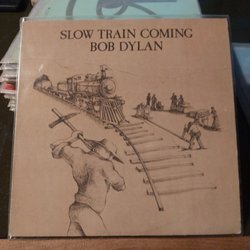 SLOW TRAIN COMING
BOB DYLAN